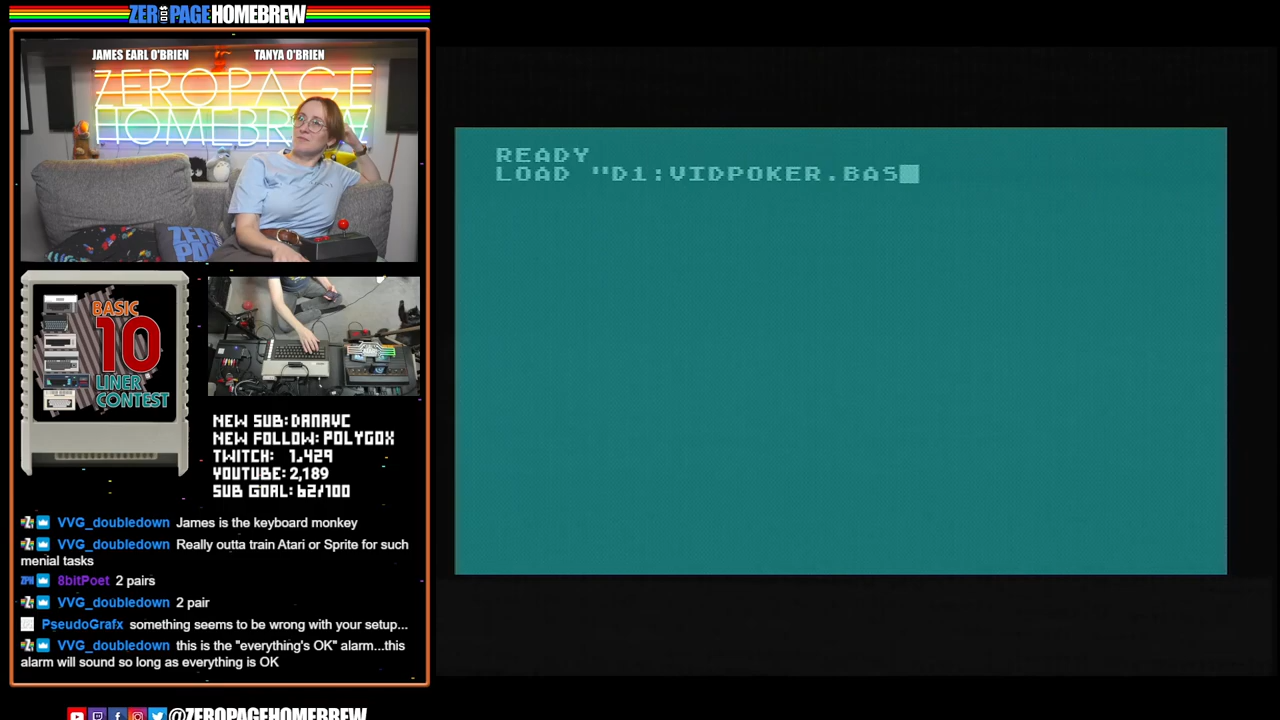 ZEROPAGE HOMEBREW
JAMES EARL O'BRIEN
TANYA O'BRIEN
ZEROPAGE
HOMEBREW
BASIC
10
LINER
CONTEST
NEW SUB: DANAVC
NEW FOLLOW: POLYGOX
TWITCH: 1,429
YOUTUBE: 2,189
SUB GOAL: 62/100
VVG_doubledown James is the keyboard monkey
VVG_doubledown Really outta train Atari or Sprite for such
menial tasks
8bitPoet 2 pairs
VVG_doubledown 2 pair
PseudoGrafx something seems to be wrong with your setup...
VVG_doubledown this is the "everything's OK" alarm...this
alarm will sound so long as everything is OK
@ZEROPAGEHOMEBREW
READY
LOAD "D1:VIDPOKER.BAS